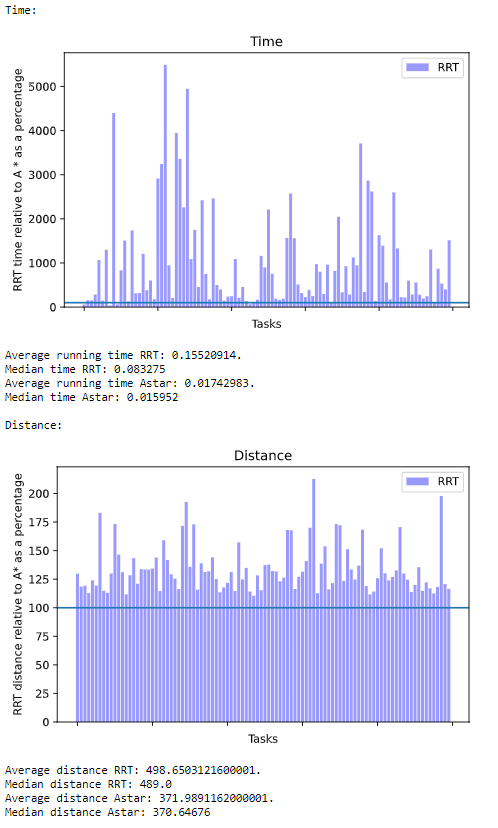 Time:
Time
RRT
RRT time relative to A * as a percentage
5000
4000
3000
2000
1000
0
Tasks
Average running time RRT: 0.15520914.
Median time RRT: 0.083275
Average running time Astar: 0.01742983.
Median time Astar: 0.015952
Distance:
Distance
RRT
RRT distance relative to A* as a percentage
200
175
150
125
100
75
50
25
0
Tasks
Average distance RRT: 498.6503121600001.
Median distance RRT: 489.0
Average distance Astar: 371.9891162000001.
Median distance Astar: 370.64676